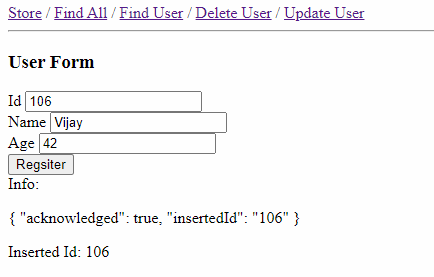 Store / Find All / Find User / Delete User / Update User
User Form
Id 106
Name Vijay
Age 42
Regsiter
Info:
{ "acknowledged": true, "insertedId": "106" }
Inserted Id: 106